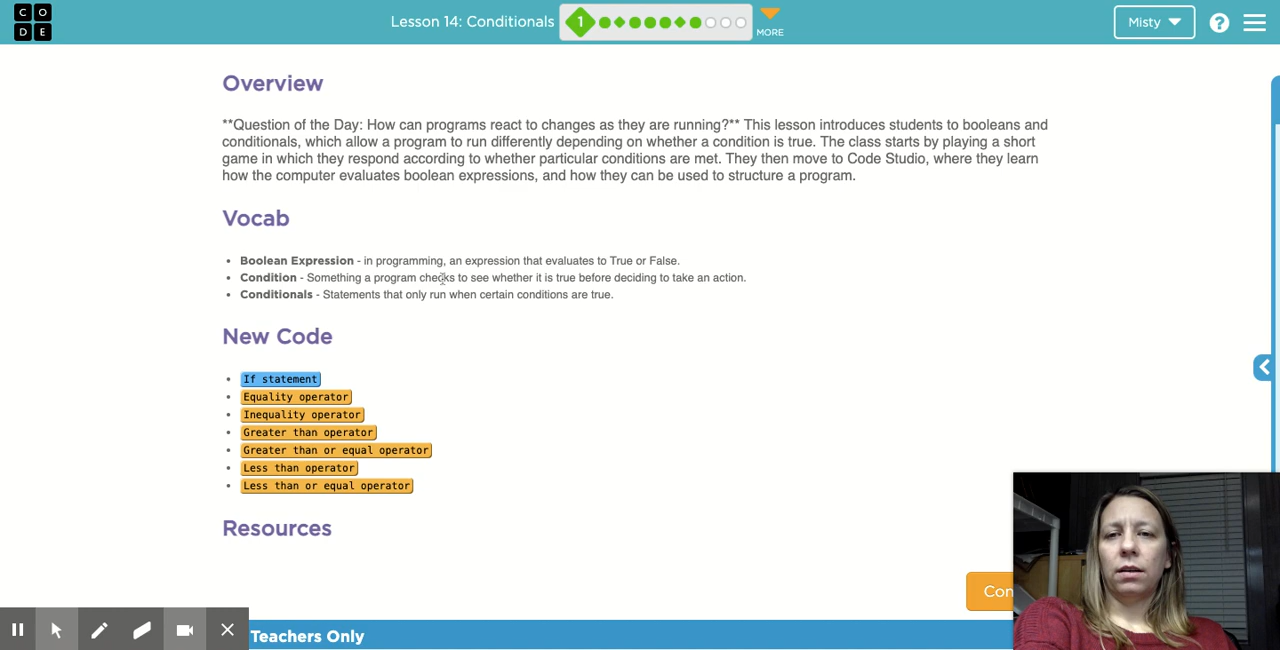 C O
D E
Lesson 14: Conditionals
1
MORE
Misty
?
Overview
**Question of the Day: How can programs react to changes as they are running?** This lesson introduces students to booleans and
conditionals, which allow a program to run differently depending on whether a condition is true. The class starts by playing a short
game in which they respond according to whether particular conditions are met. They then move to Code Studio, where they learn
how the computer evaluates boolean expressions, and how they can be used to structure a program.
Vocab
• Boolean Expression - in programming, an expression that evaluates to True or False.
• Condition - Something a program checks to see whether it is true before deciding to take an action.
• Conditionals - Statements that only run when certain conditions are true.
New Code
• If statement
• Equality operator
• Inequality operator
• Greater than operator
• Greater than or equal operator
• Less than operator
• Less than or equal operator
Resources
Con
Teachers Only